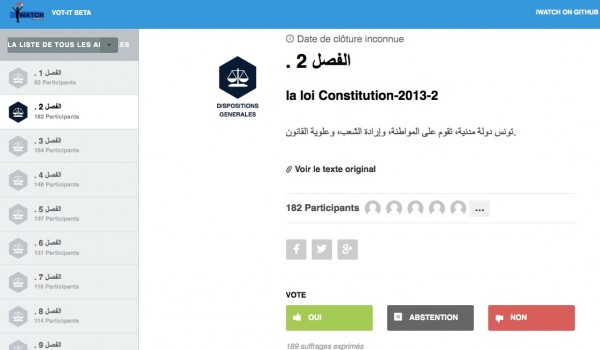 IWATCH
VOT-IT BETA
IWATCH ON GITHUB
LA LISTE DE TOUS LES
الفصل 1 .
63 Participants
الفصل 2 .
182 Participants
الفصل 3 .
154 Participants
الفصل 4 .
148 Participants
الفصل 5 .
137 Participants
الفصل 6 .
131 Participants
الفصل 7 .
116 Participants
الفصل 8 .
114 Participants
الفصل 9 .
DISPOSITIONS
GENERALES
Date de clôture inconnue
الفصل 2 .
la loi Constitution-2013-2
تونس دولة مدنية، تقوم على المواطنة، وإرادة الشعب، وعلوية القانون.
Voir le texte original
182 Participants ...
VOTE
OUI
ABSTENTION
NON
189 suffrages exprimés